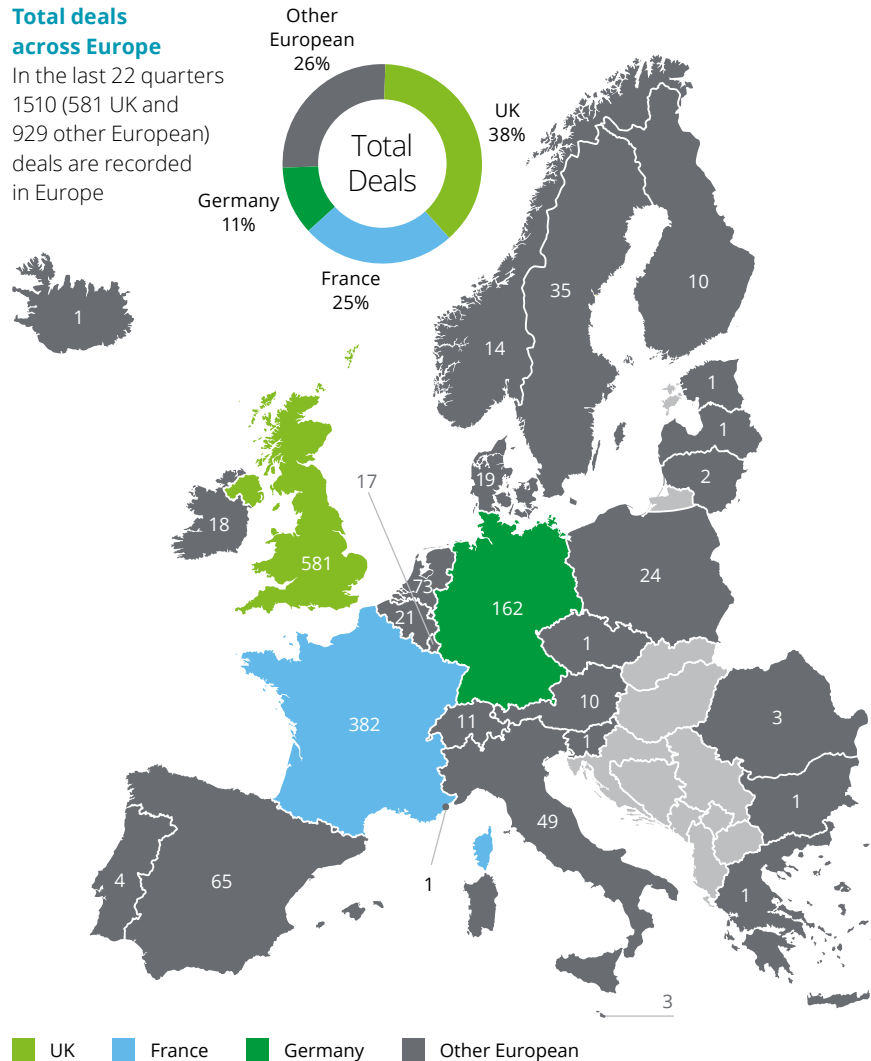 Total deals
across Europe
In the last 22 quarters
1510 (581 UK and
929 other European)
deals are recorded
in Europe
Other
European
26%
UK
38%
Total
Deals
Germany
11%
France
25%
1
35
10
14
1
1
2
17
19
18
581
73
21
162
24
1
382
11
10
1
3
1
49
1
4
65
1
3
UK
France
Germany
Other European